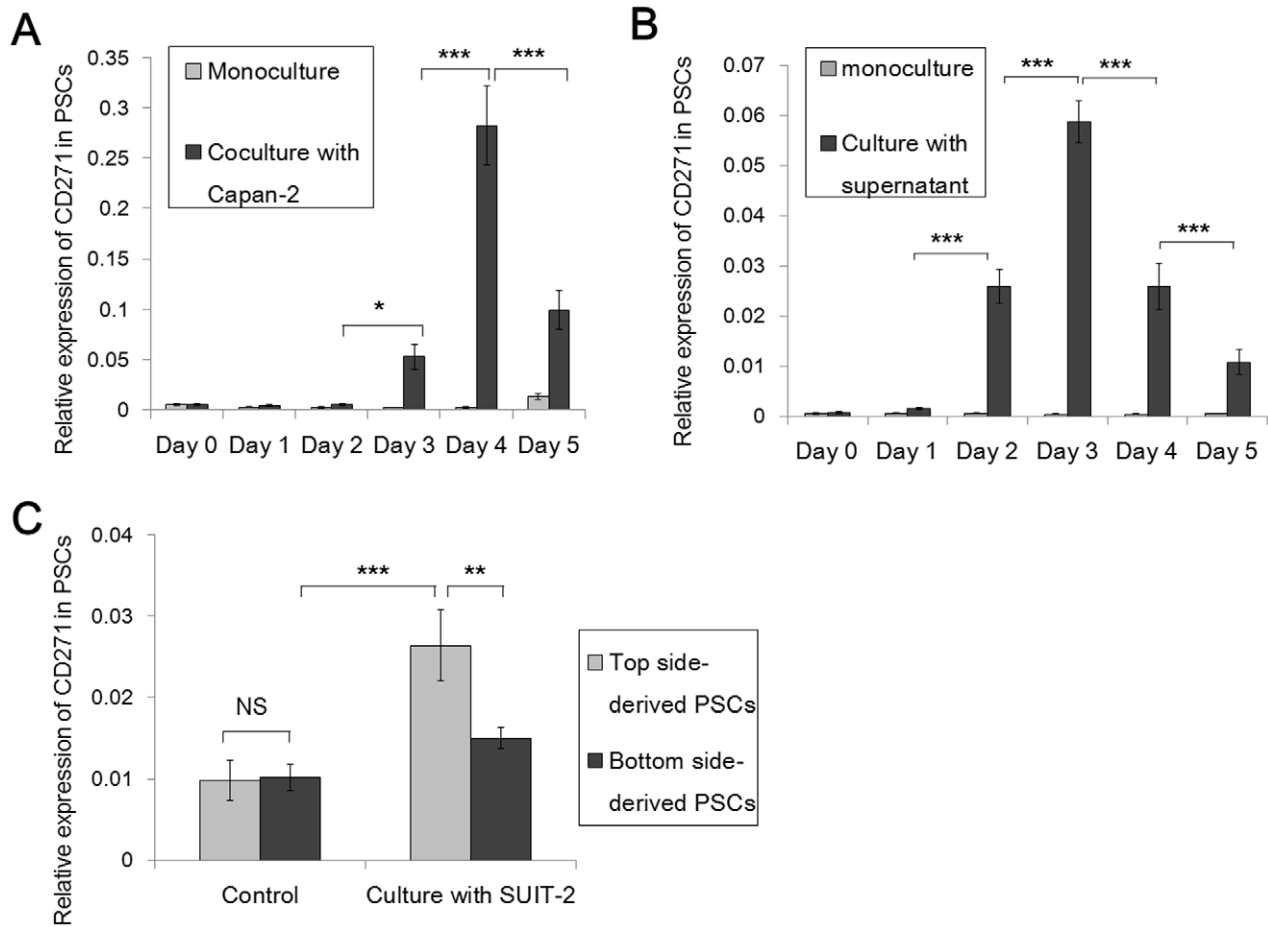 A
Relative expression of CD271 in PSCs
0.35
0.3
0.25
0.2
0.15
0.1
0.05
0
Monoculture
Coculture with
Capan-2
*
***
***
Day 0 Day 1 Day 2 Day 3 Day 4 Day 5
B
Relative expression of CD271 in PSCs
0.07
0.06
0.05
0.04
0.03
0.02
0.01
0
monoculture
Culture with
supernatant
***
***
***
***
Day 0 Day 1 Day 2 Day 3 Day 4 Day 5
C
Relative expression of CD271 in PSCs
0.04
0.03
0.02
0.01
0
NS
***
**
Control Culture with SUIT-2
Top side-
derived PSCs
Bottom side-
derived PSCs